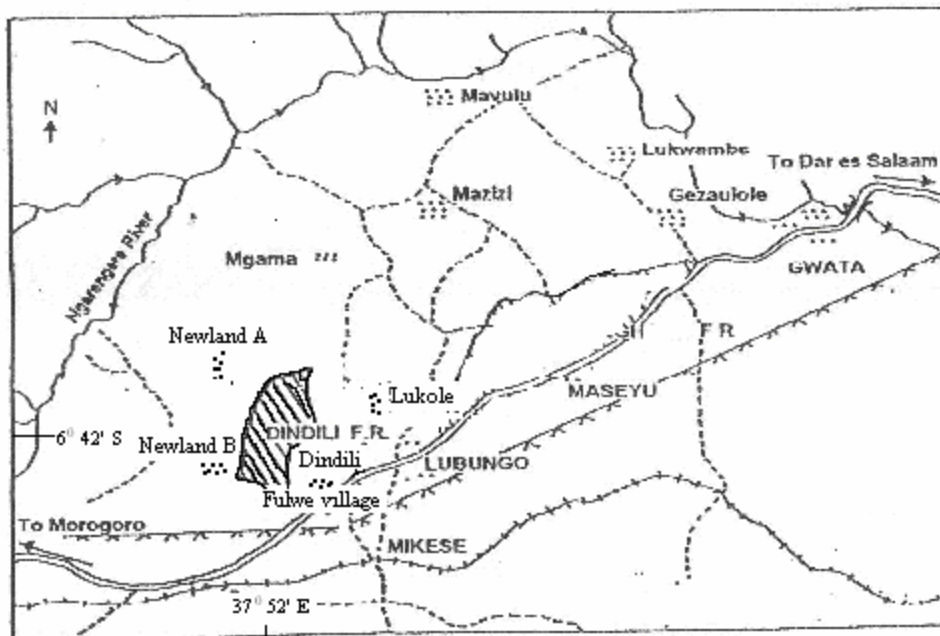 N
Mavulu
Lukwambe
To Dar es Salaam
Mazizi
Gezaulole
Ngerengere River
Mgama
GWATA
Newland A
F R
MASEYU
Lukole
6° 42' S
DINDILI F.R.
Newland B
Dindili
LUBUNGO
Fulwe village
To Morogoro
MIKESE
37° 52' E